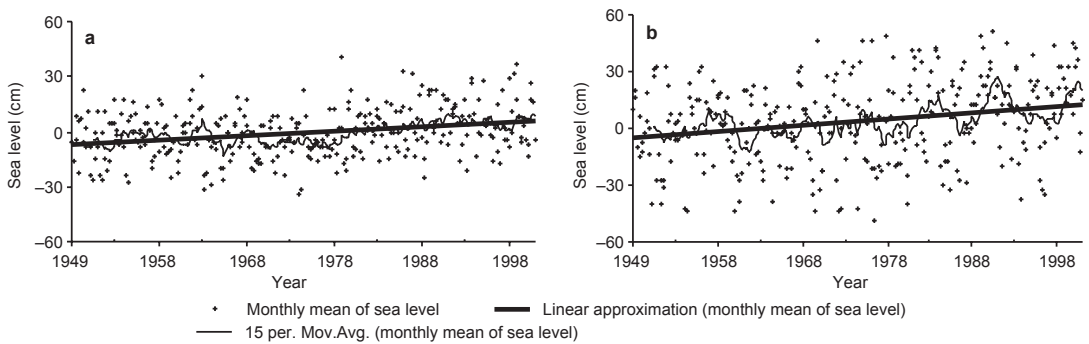 a
60
30
0
–30
–60
Sea level (cm)
1949 1958 1968 1978 1988 1998
Year
b
60
30
0
–30
–60
Sea level (cm)
1949 1958 1968 1978 1988 1998
Year
Monthly mean of sea level
Linear approximation (monthly mean of sea level)
15 per. Mov.Avg. (monthly mean of sea level)